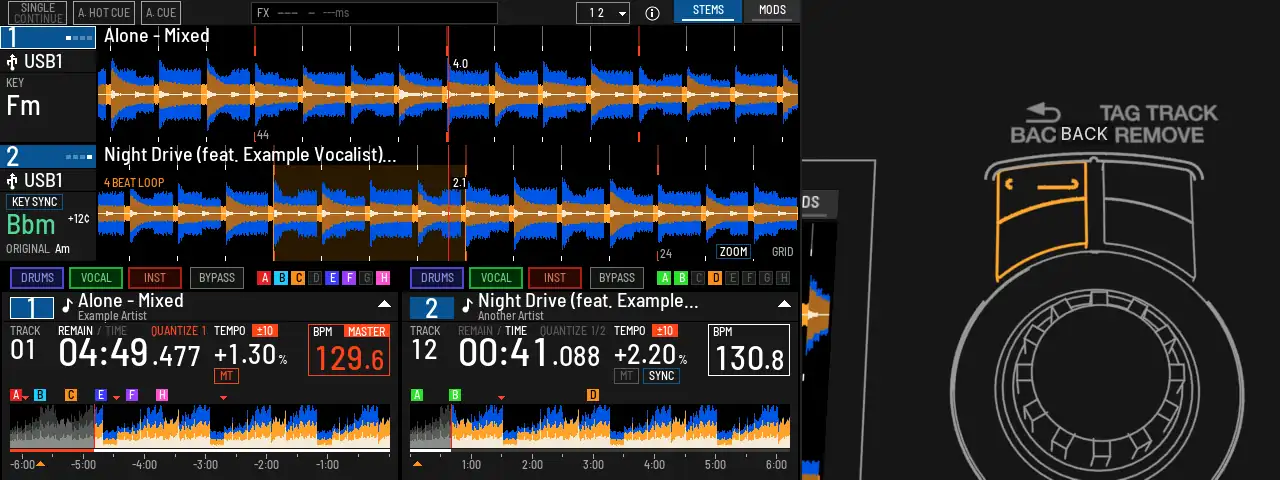 SINGLE
CONTINUE
A. HOT CUE
A. CUE
FX --- - ---ms
1 2
STEMS
MODS
1
Alone - Mixed
USB1
KEY
Fm
4.0
44
2
Night Drive (feat. Example Vocalist)...
USB1
4 BEAT LOOP
2.1
KEY SYNC
Bbm
+12¢
ORIGINAL Am
24
ZOOM
GRID
DRUMS VOCAL INST BYPASS A B C D E F G H
DRUMS VOCAL INST BYPASS A B C D E F G H
1
Alone - Mixed
Example Artist
TRACK
01
REMAIN / TIME
QUANTIZE 1
04:49.477
TEMPO ±10
+1.30%
MT
BPM MASTER
129.6
A B C E F H
-6:00 -5:00 -4:00 -3:00 -2:00 -1:00
2
Night Drive (feat. Example...
Another Artist
TRACK
12
REMAIN / TIME
QUANTIZE 1/2
00:41.088
TEMPO ±10
+2.20%
MT SYNC
BPM
130.8
A B D
1:00 2:00 3:00 4:00 5:00 6:00
DS
TAG TRACK
BAC BACK REMOVE